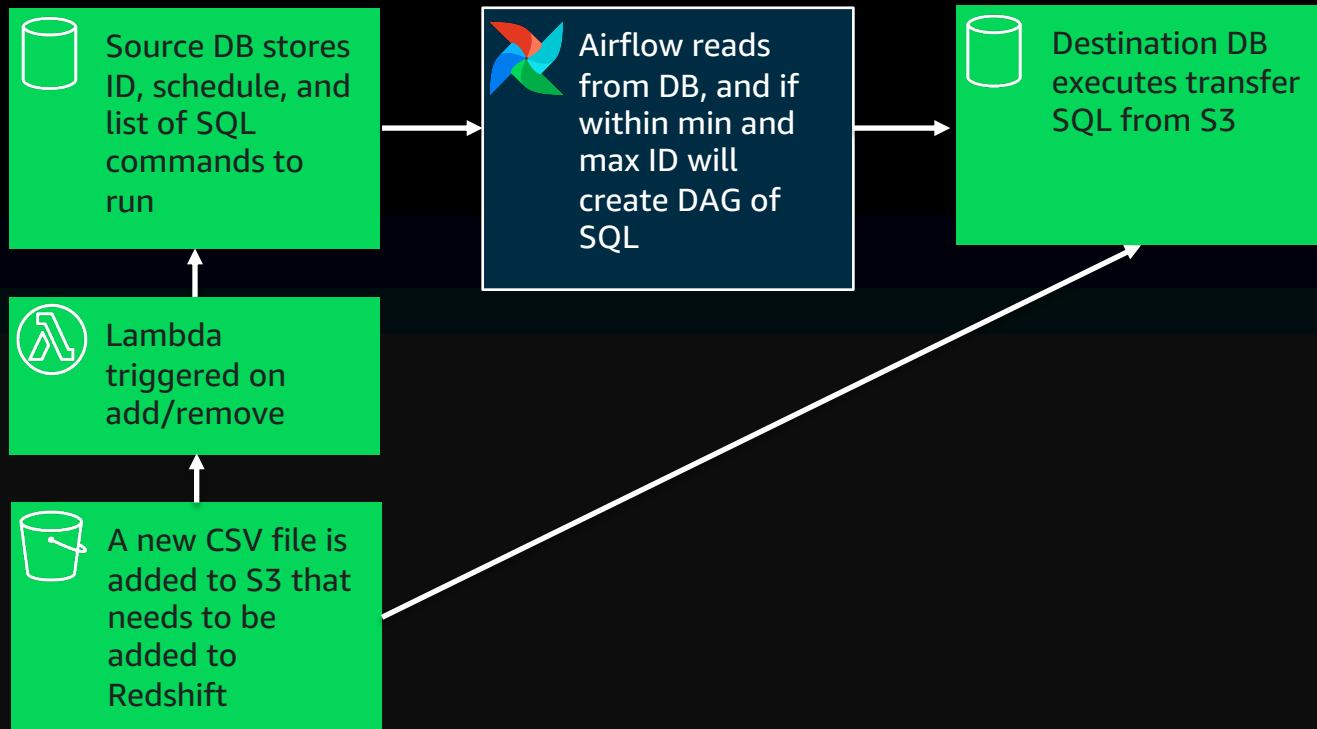 Source DB stores
ID, schedule, and
list of SQL
commands to
run
Airflow reads
from DB, and if
within min and
max ID will
create DAG of
SQL
Destination DB
executes transfer
SQL from S3
Lambda
triggered on
add/remove
A new CSV file is
added to S3 that
needs to be
added to
Redshift